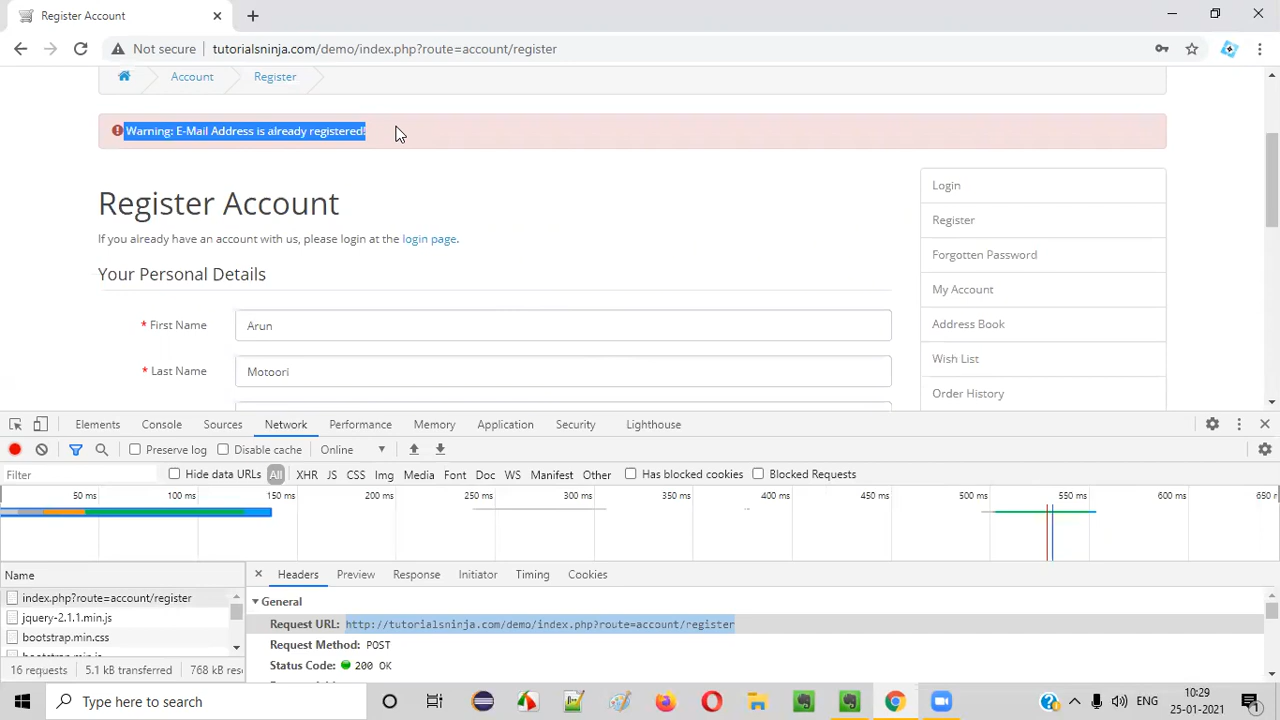 Register Account
Not secure tutorialsninja.com/demo/index.php?route=account/register
Account Register
Warning: E-Mail Address is already registered!
Register Account
If you already have an account with us, please login at the login page.
Your Personal Details
* First Name Arun
* Last Name Motoori
Login
Register
Forgotten Password
My Account
Address Book
Wish List
Order History
Elements Console Sources Network Performance Memory Application Security Lighthouse
Preserve log Disable cache Online
Filter Hide data URLs All XHR JS CSS Img Media Font Doc WS Manifest Other Has blocked cookies Blocked Requests
50 ms 100 ms 150 ms 200 ms 250 ms 300 ms 350 ms 400 ms 450 ms 500 ms 550 ms 600 ms 650 r
Name
index.php?route=account/register
jquery-2.1.1.min.js
bootstrap.min.css
16 requests 5.1 kB transferred 768 kB res
Headers Preview Response Initiator Timing Cookies
General
Request URL: http://tutorialsninja.com/demo/index.php?route=account/register
Request Method: POST
Status Code: 200 OK
Type here to search
ENG
10:29
25-01-2021